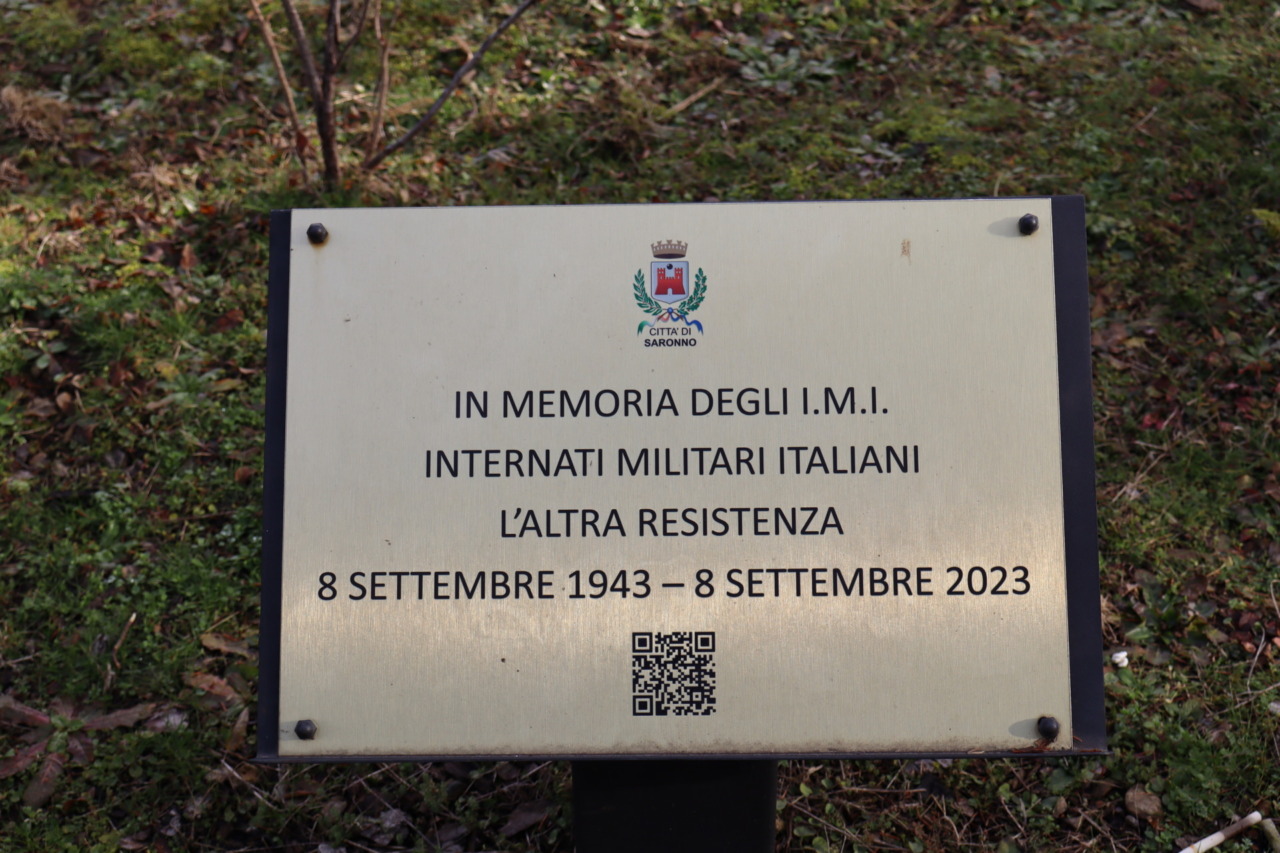 CITTA' DI
SARONNO
IN MEMORIA DEGLI I.M.I.
INTERNATI MILITARI ITALIANI
L'ALTRA RESISTENZA
8 SETTEMBRE 1943 – 8 SETTEMBRE 2023